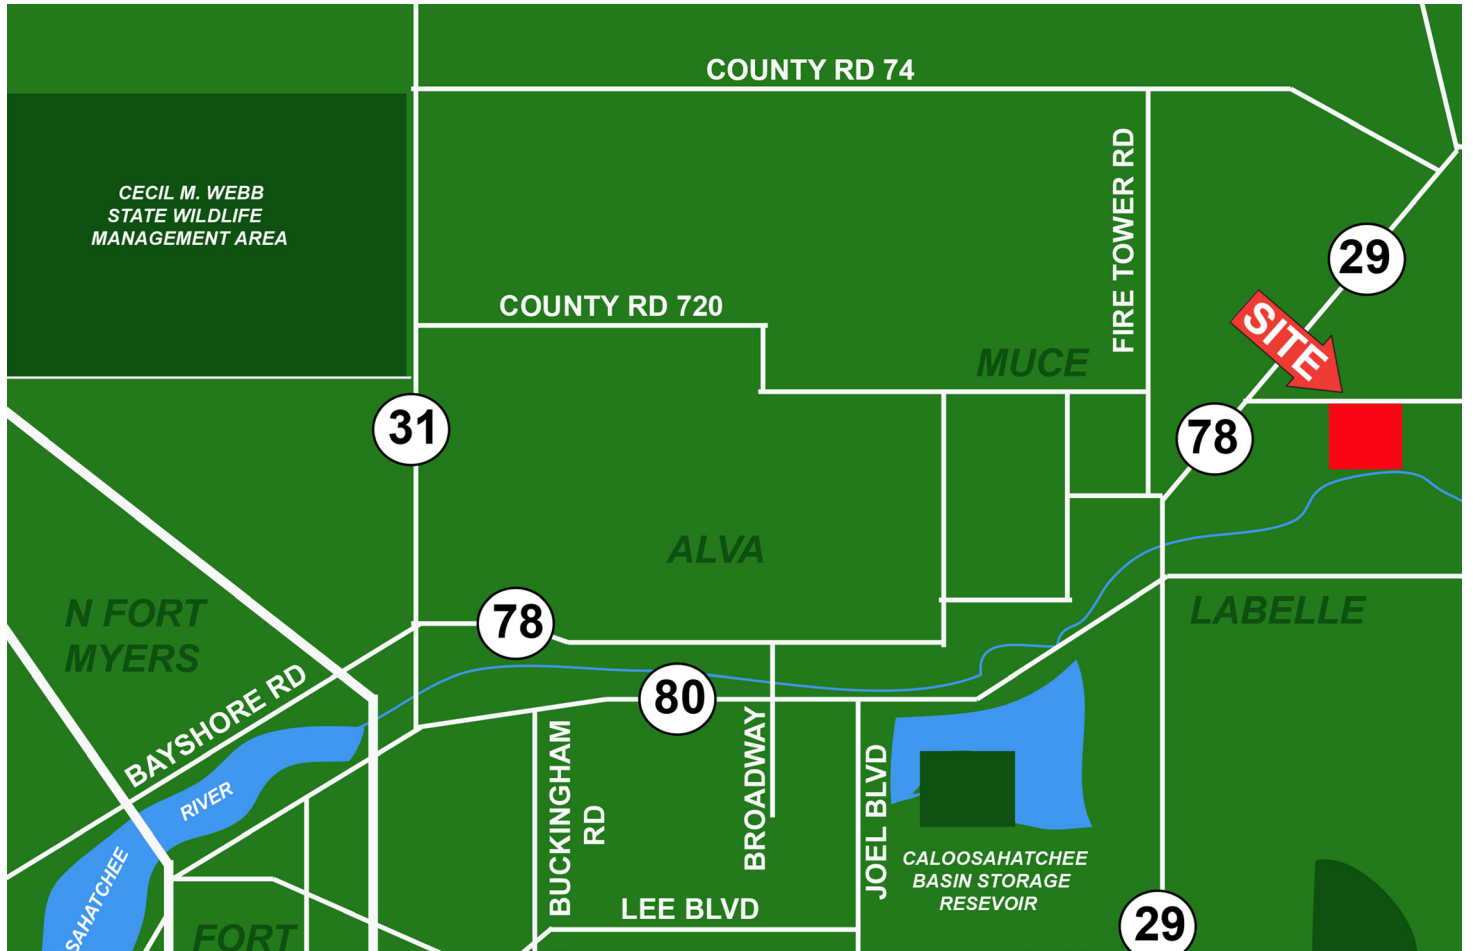 COUNTY RD 74
CECIL M. WEBB
STATE WILDLIFE
MANAGEMENT AREA
FIRE TOWER RD
29
SITE
COUNTY RD 720
MUCE
31
78
ALVA
N FORT
MYERS
78
LABELLE
BAYSHORE RD
80
RIVER
BUCKINGHAM
RD
BROADWAY
JOEL BLVD
SAHATCHEE
CALOOSAHATCHEE
BASIN STORAGE
RESEVOIR
LEE BLVD
29
FORT